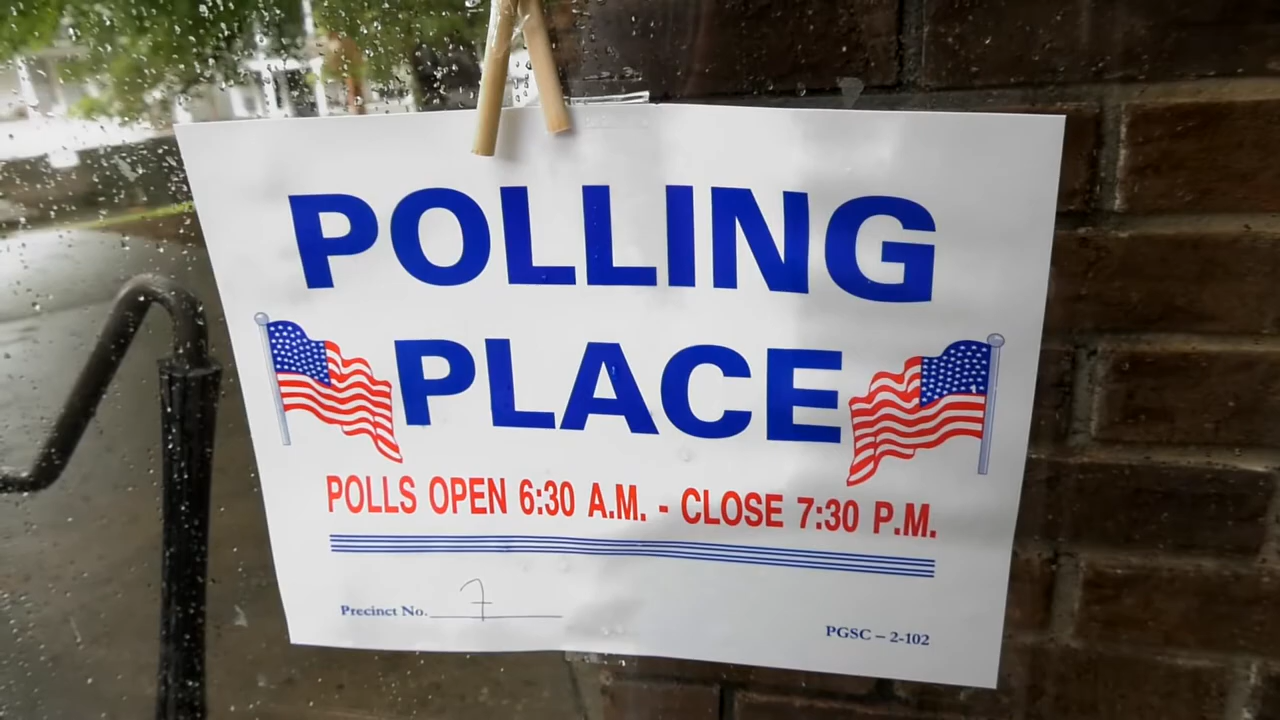 POLLING
PLACE
POLLS OPEN 6:30 A.M. - CLOSE 7:30 P.M.
Precinct No. 7
PGSC – 2-102